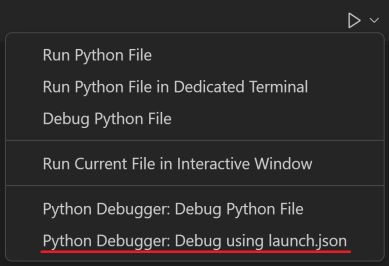 Run Python File
Run Python File in Dedicated Terminal
Debug Python File
Run Current File in Interactive Window
Python Debugger: Debug Python File
Python Debugger: Debug using launch.json